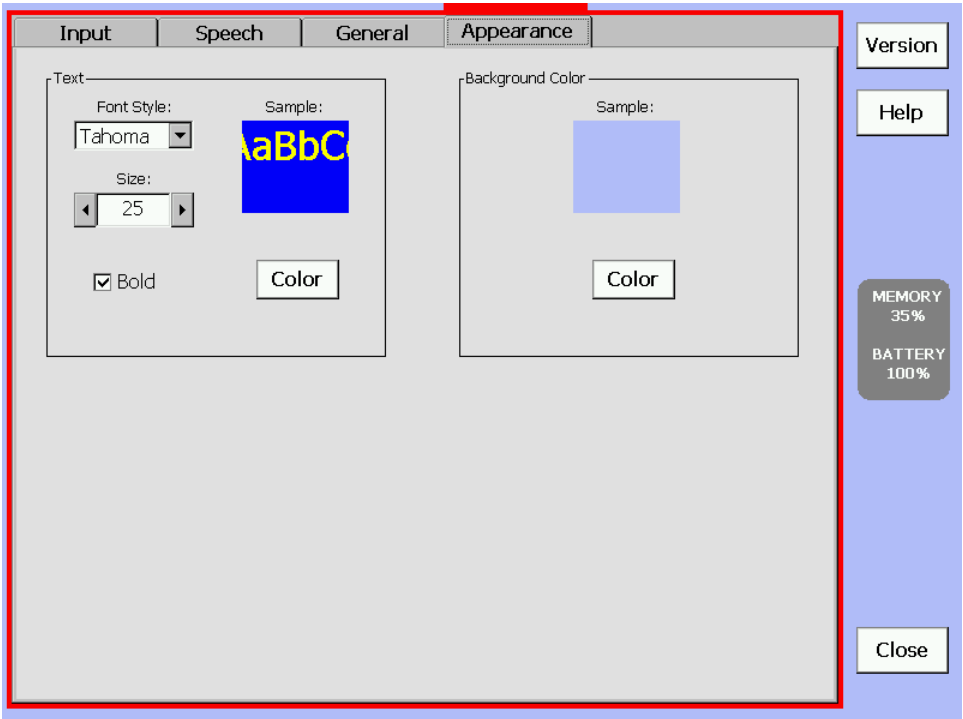 Input
Speech
General
Appearance
Text
Font Style:
Tahoma
Size:
25
Bold
Sample:
AaBbC
Color
Background Color
Sample:
Color
Version
Help
MEMORY
35%
BATTERY
100%
Close